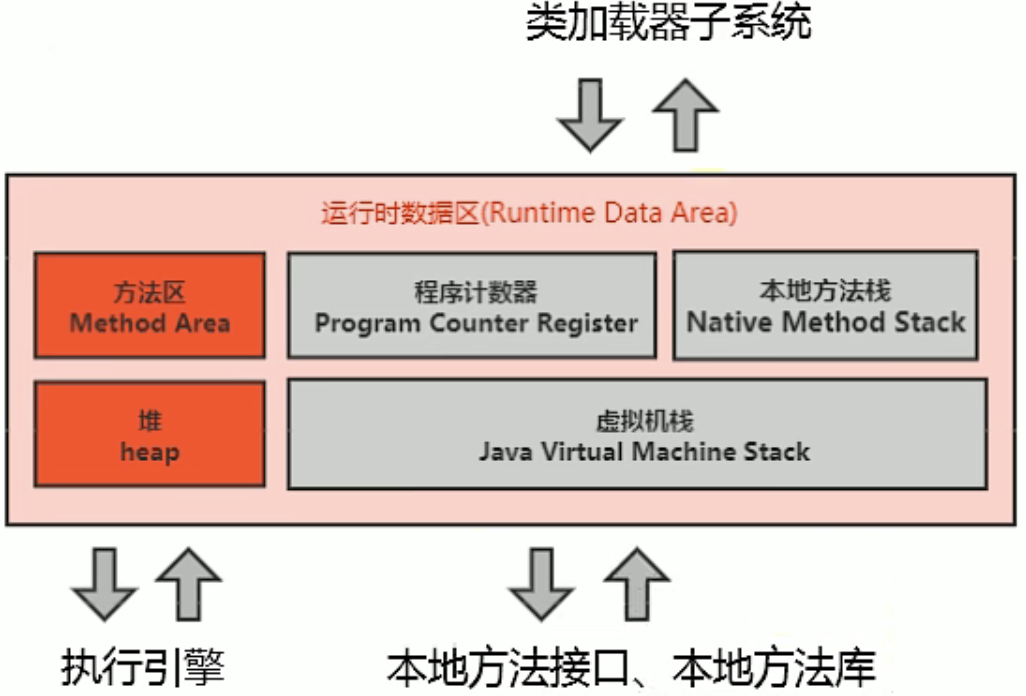 类加载器子系统
运行时数据区(Runtime Data Area)
方法区
Method Area
程序计数器
Program Counter Register
本地方法栈
Native Method Stack
堆
heap
虚拟机栈
Java Virtual Machine Stack
执行引擎
本地方法接口、本地方法库